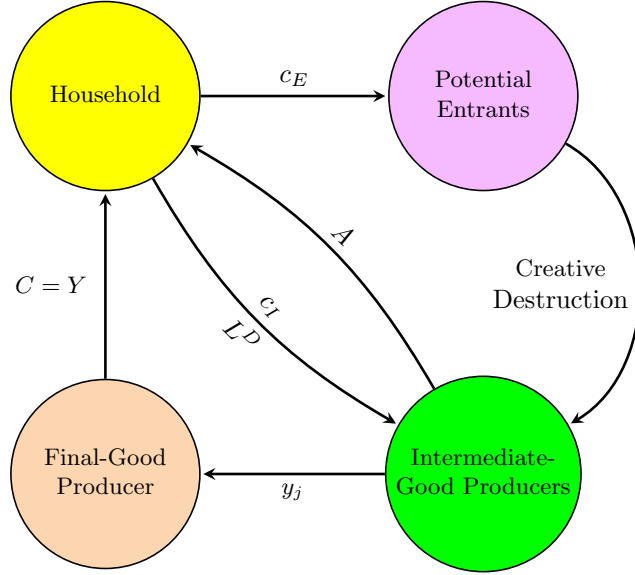 Household
c_E
Potential
Entrants
A
C = Y
Creative
Destruction
c_I
L^D
Final-Good
Producer
y_j
Intermediate-
Good Producers